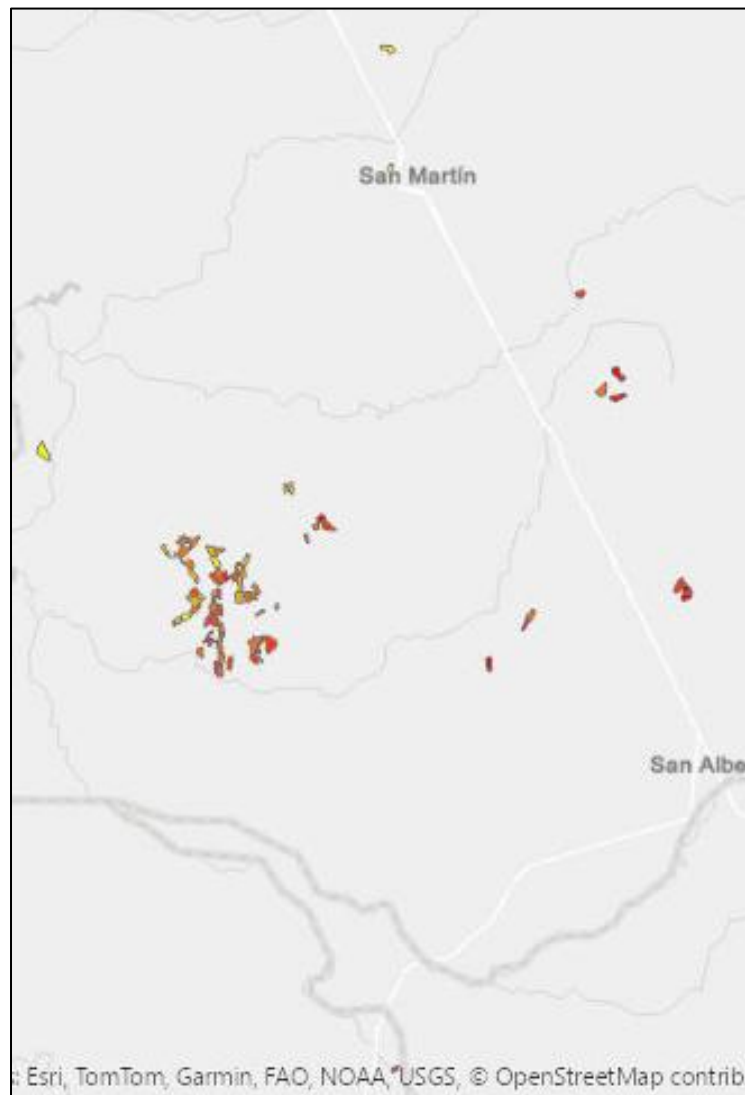 San Martín
San Albe
: Esri, TomTom, Garmin, FAO, NOAA, USGS, © OpenStreetMap contrib